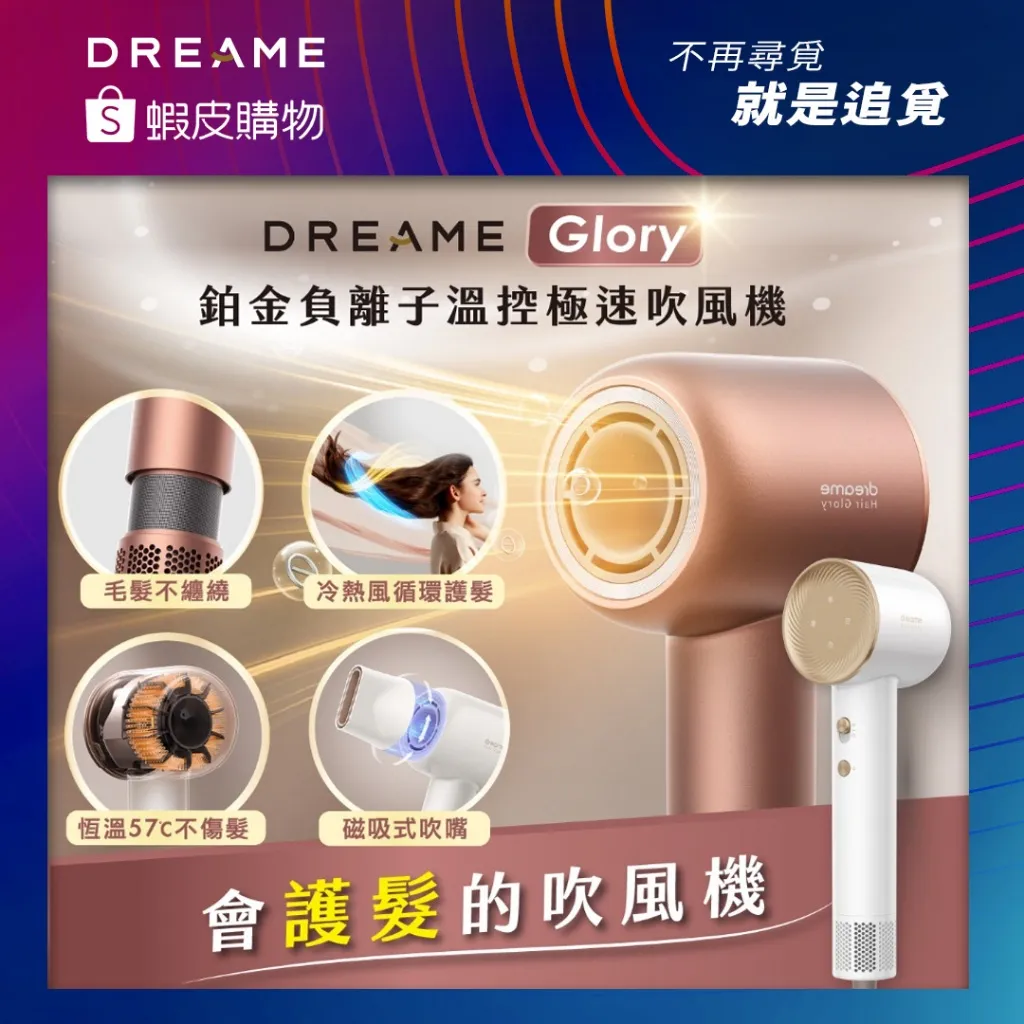 DREAME
蝦皮購物
不再尋覓
就是追覓
DREAME Glory
鉑金負離子溫控極速吹風機
dreame
Hair Glory
毛髮不纏繞
冷熱風循環護髮
dreame
恆溫57℃不傷髮
磁吸式吹嘴
會護髮的吹風機